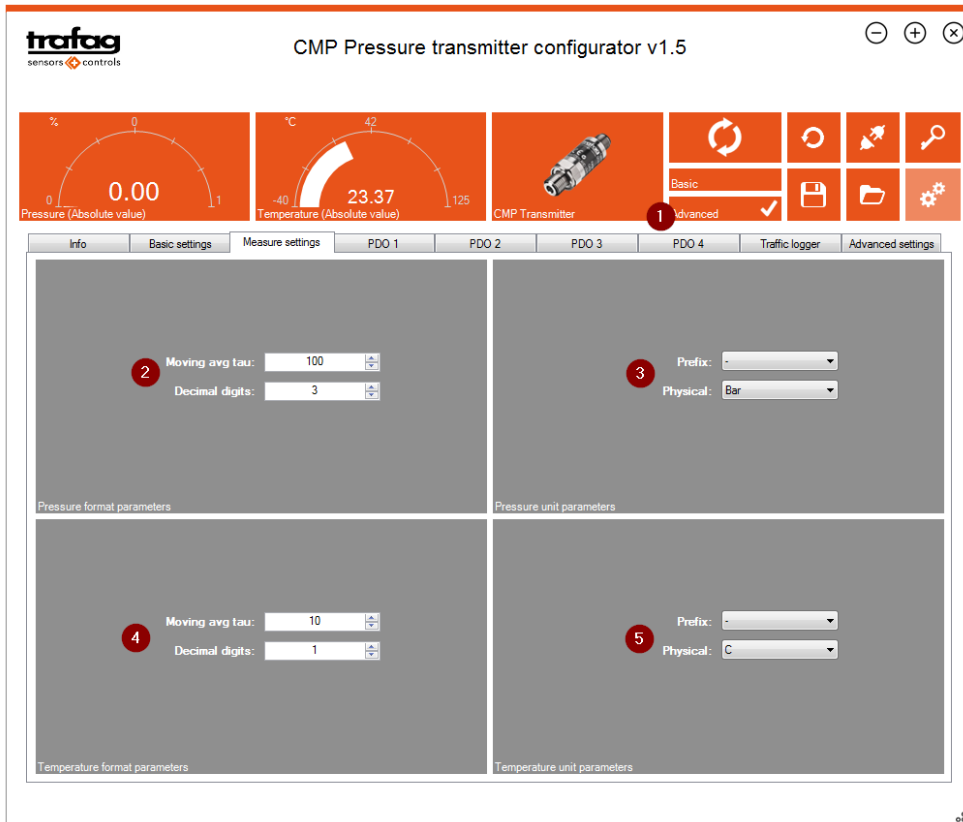 trafag
sensors controls
CMP Pressure transmitter configurator v1.5
%
0
0
0.00
1
Pressure (Absolute value)
°C
42
-40
23.37
125
Temperature (Absolute value)
CMP Transmitter
Basic
1
Advanced
Info
Basic settings
Measure settings
PDO 1
PDO 2
PDO 3
PDO 4
Traffic logger
Advanced settings
2
Moving avg tau: 100
Decimal digits: 3
Pressure format parameters
3
Prefix: -
Physical: Bar
Pressure unit parameters
4
Moving avg tau: 10
Decimal digits: 1
Temperature format parameters
5
Prefix: -
Physical: C
Temperature unit parameters